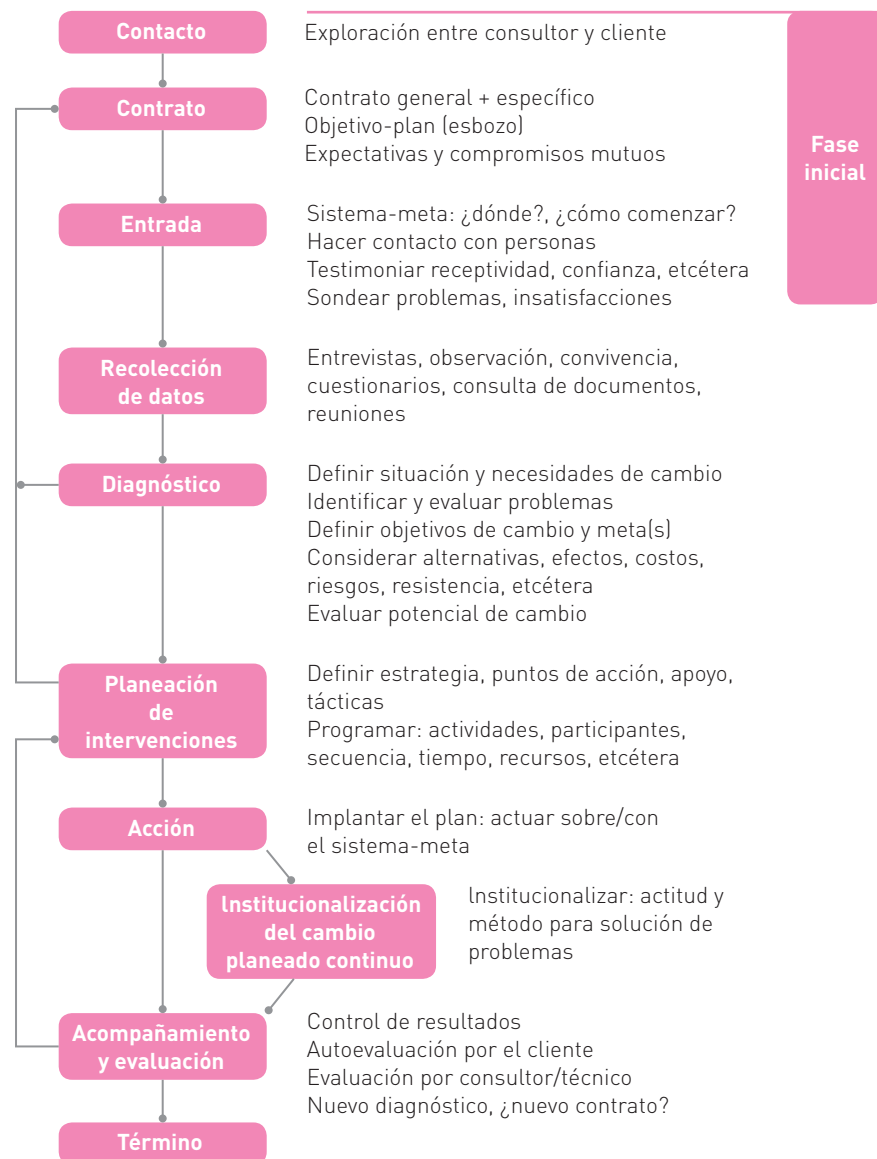 Contacto
Exploración entre consultor y cliente
Contrato
Contrato general + específico
Objetivo-plan (esbozo)
Expectativas y compromisos mutuos
Fase
inicial
Entrada
Sistema-meta: ¿dónde?, ¿cómo comenzar?
Hacer contacto con personas
Testimoniar receptividad, confianza, etcétera
Sondear problemas, insatisfacciones
Recolección
de datos
Entrevistas, observación, convivencia,
cuestionarios, consulta de documentos,
reuniones
Diagnóstico
Definir situación y necesidades de cambio
Identificar y evaluar problemas
Definir objetivos de cambio y meta(s)
Considerar alternativas, efectos, costos,
riesgos, resistencia, etcétera
Evaluar potencial de cambio
Planeación
de
intervenciones
Definir estrategia, puntos de acción, apoyo,
tácticas
Programar: actividades, participantes,
secuencia, tiempo, recursos, etcétera
Acción
Implantar el plan: actuar sobre/con
el sistema-meta
Institucionalización
del cambio
planeado continuo
Institucionalizar: actitud y
método para solución de
problemas
Acompañamiento
y evaluación
Control de resultados
Autoevaluación por el cliente
Evaluación por consultor/técnico
Nuevo diagnóstico, ¿nuevo contrato?
Término